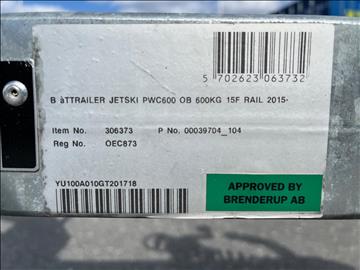 5 702623 063732
B àTTRAILER JETSKI PWC600 OB 600KG 15F RAIL 2015-
Item No. 306373 P No. 00039704_104
Reg No. OEC873
YU100A010GT201718
APPROVED BY
BRENDERUP AB